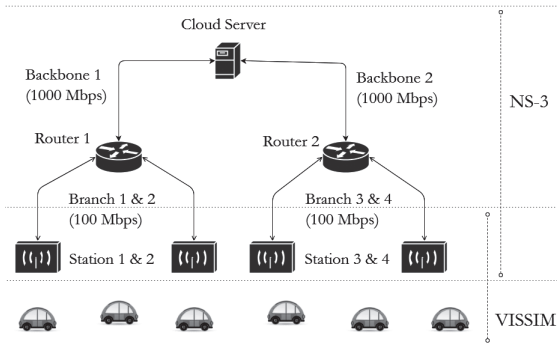 Cloud Server
Backbone 1
(1000 Mbps)
Backbone 2
(1000 Mbps)
NS-3
Router 1
Router 2
Branch 1 & 2
(100 Mbps)
Branch 3 & 4
(100 Mbps)
Station 1 & 2
Station 3 & 4
VISSIM